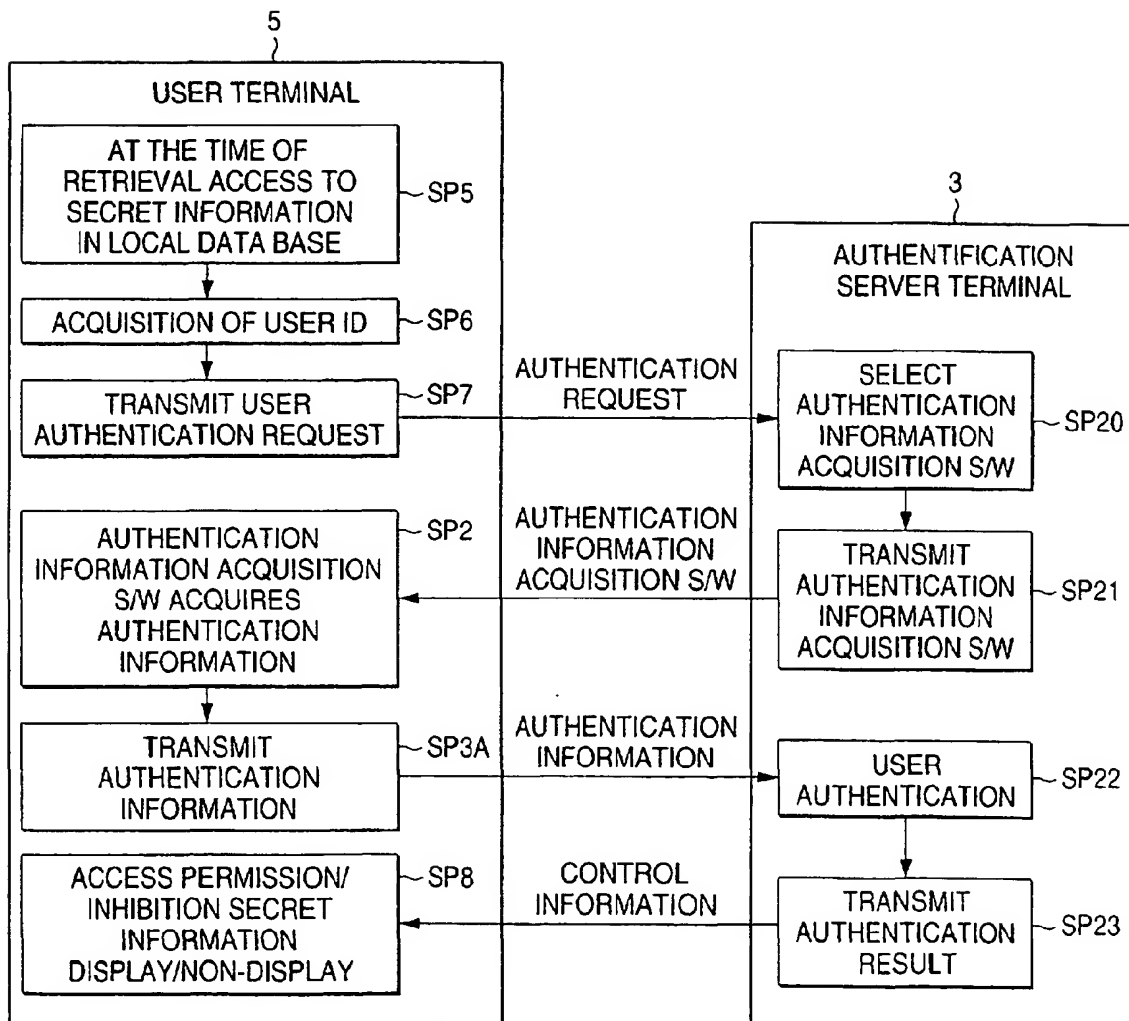 5
USER TERMINAL
AT THE TIME OF
RETRIEVAL ACCESS TO
SECRET INFORMATION
IN LOCAL DATA BASE
SP5
ACQUISITION OF USER ID
SP6
TRANSMIT USER
AUTHENTICATION REQUEST
SP7
AUTHENTICATION
REQUEST
3
AUTHENTIFICATION
SERVER TERMINAL
SELECT
AUTHENTICATION
INFORMATION
ACQUISITION S/W
SP20
AUTHENTICATION
INFORMATION ACQUISITION
S/W ACQUIRES
AUTHENTICATION
INFORMATION
SP2
AUTHENTICATION
INFORMATION
ACQUISITION S/W
TRANSMIT
AUTHENTICATION
INFORMATION
ACQUISITION S/W
SP21
TRANSMIT
AUTHENTICATION
INFORMATION
SP3A
AUTHENTICATION
INFORMATION
USER
AUTHENTICATION
SP22
ACCESS PERMISSION/
INHIBITION SECRET
INFORMATION
DISPLAY/NON-DISPLAY
SP8
CONTROL
INFORMATION
TRANSMIT
AUTHENTICATION
RESULT
SP23